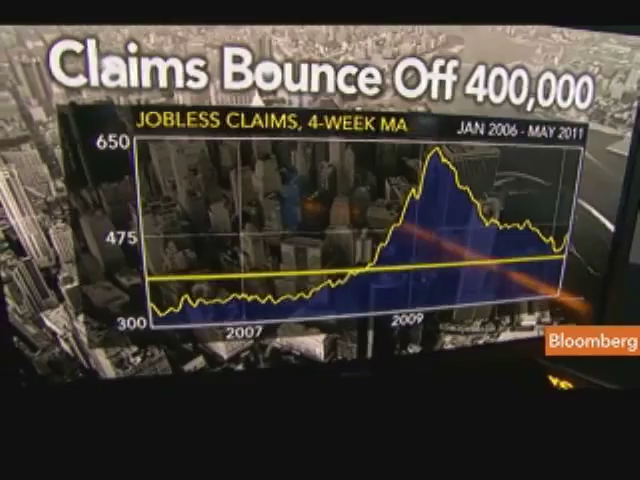 Claims Bounce Off 400,000
JOBLESS CLAIMS, 4-WEEK MA JAN 2006 - MAY 2011
650
475
300
2007 2009
Bloomberg